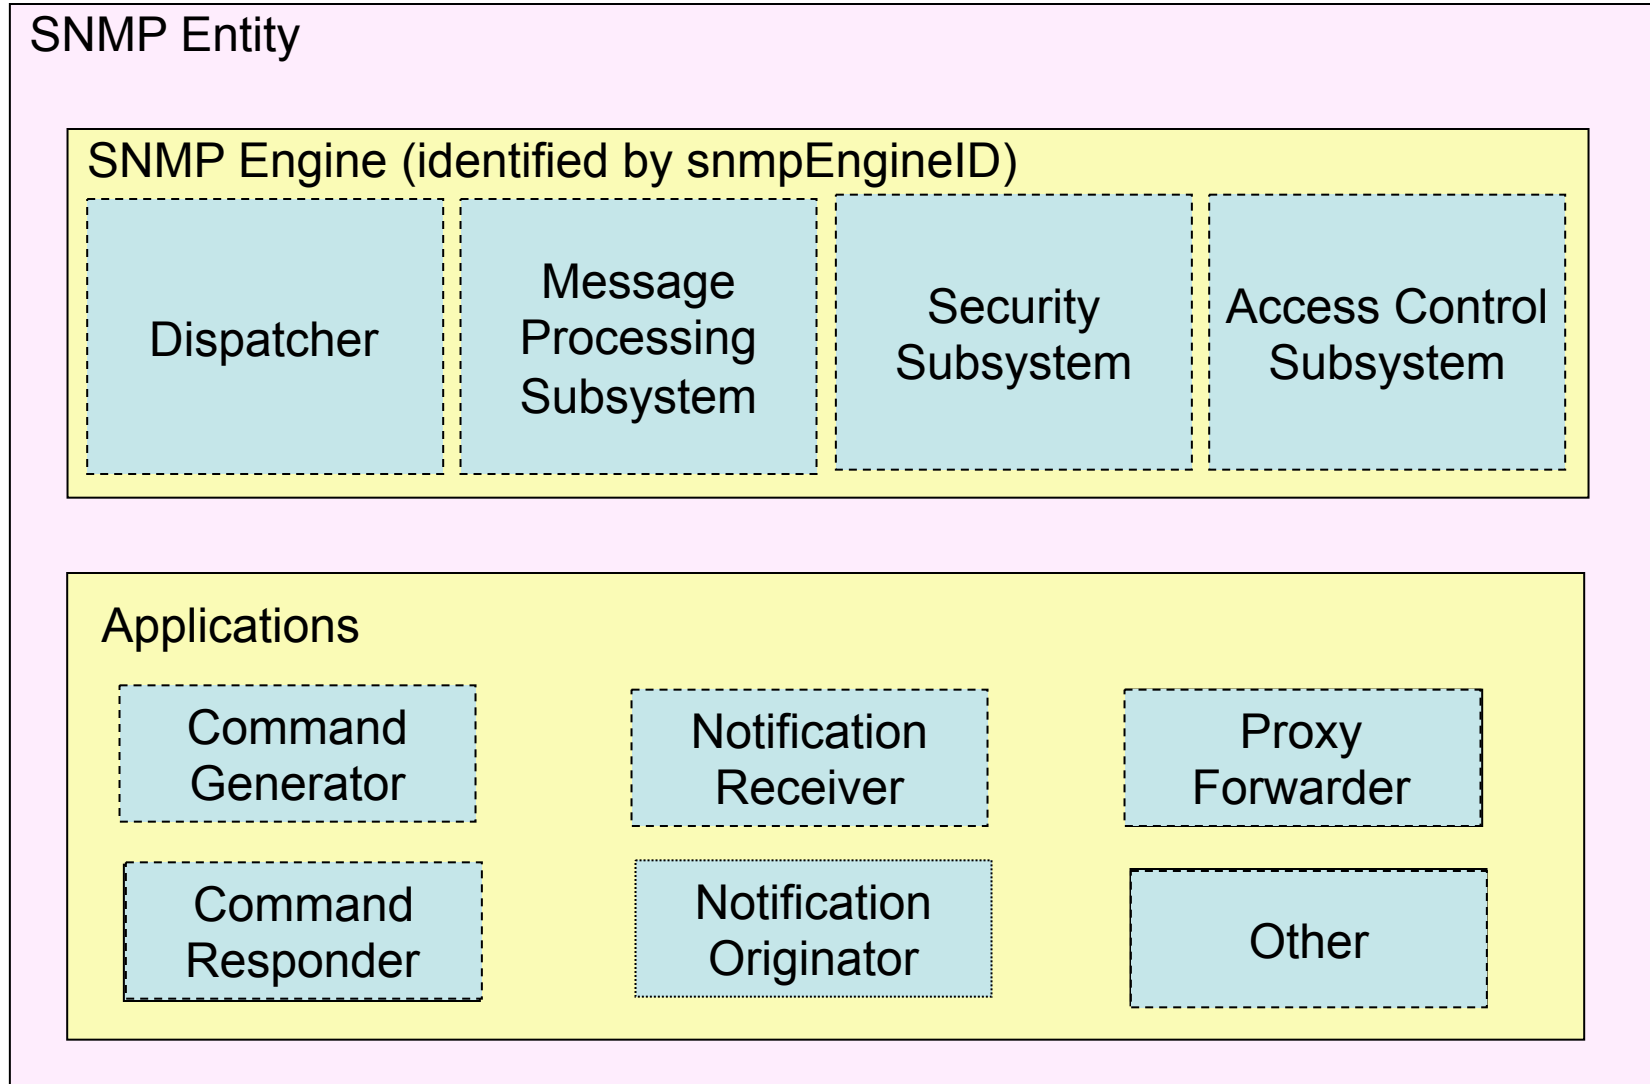 SNMP Entity
SNMP Engine (identified by snmpEngineID)
Dispatcher
Message
Processing
Subsystem
Security
Subsystem
Access Control
Subsystem
Applications
Command
Generator
Notification
Receiver
Proxy
Forwarder
Command
Responder
Notification
Originator
Other